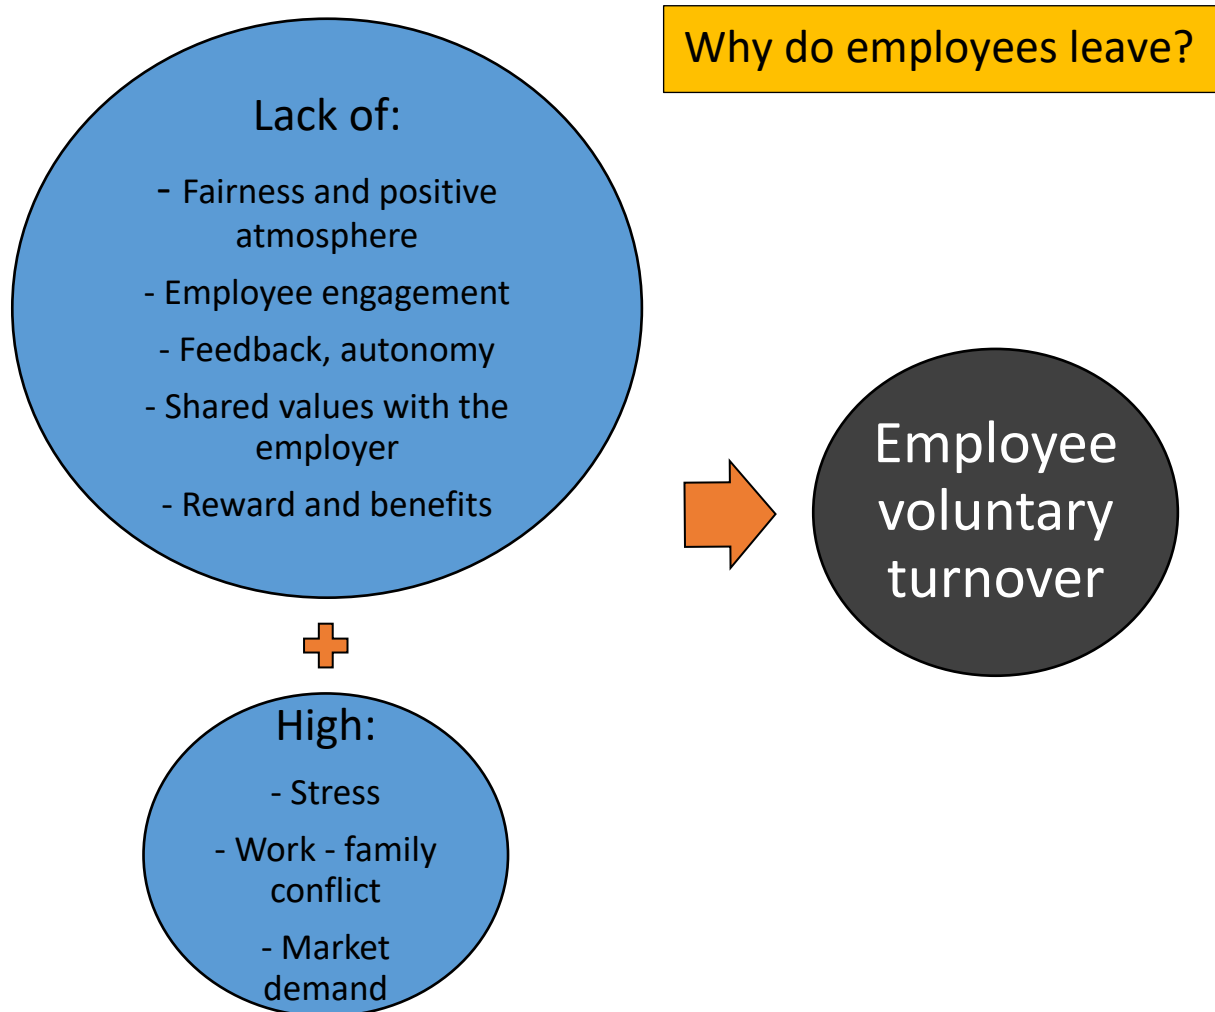 Why do employees leave?
Lack of:
- Fairness and positive
atmosphere
- Employee engagement
- Feedback, autonomy
- Shared values with the
employer
- Reward and benefits
High:
- Stress
- Work - family
conflict
- Market
demand
Employee
voluntary
turnover